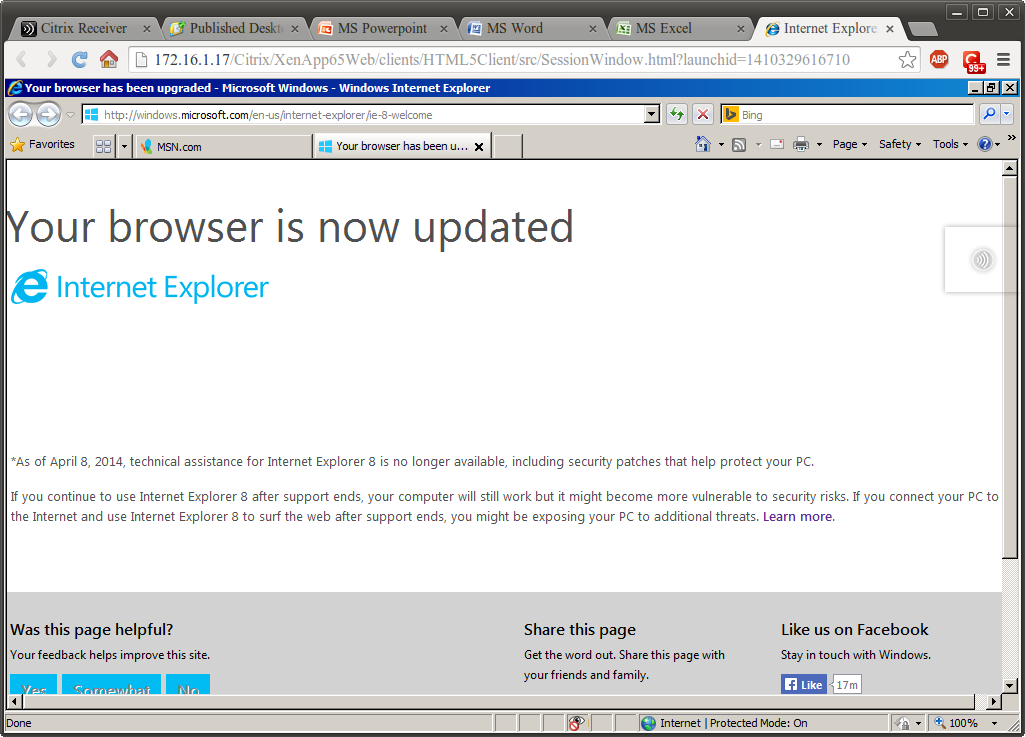 Citrix Receiver
Published Deskt
MS Powerpoint
MS Word
MS Excel
Internet Explore
172.16.1.17/Citrix/XenApp65Web/clients/HTML5Client/src/SessionWindow.html?launchid=1410329616710
ABP
99+
Your browser has been upgraded - Microsoft Windows - Windows Internet Explorer
http://windows.microsoft.com/en-us/internet-explorer/ie-8-welcome
Bing
Favorites
MSN.com
Your browser has been u...
Page
Safety
Tools
Your browser is now updated
Internet Explorer
*As of April 8, 2014, technical assistance for Internet Explorer 8 is no longer available, including security patches that help protect your PC.
If you continue to use Internet Explorer 8 after support ends, your computer will still work but it might become more vulnerable to security risks. If you connect your PC to
the Internet and use Internet Explorer 8 to surf the web after support ends, you might be exposing your PC to additional threats. Learn more.
Was this page helpful?
Your feedback helps improve this site.
Yes
Somewhat
No
Share this page
Get the word out. Share this page with
your friends and family.
Like us on Facebook
Stay in touch with Windows.
Like
17m
Done
Internet | Protected Mode: On
100%